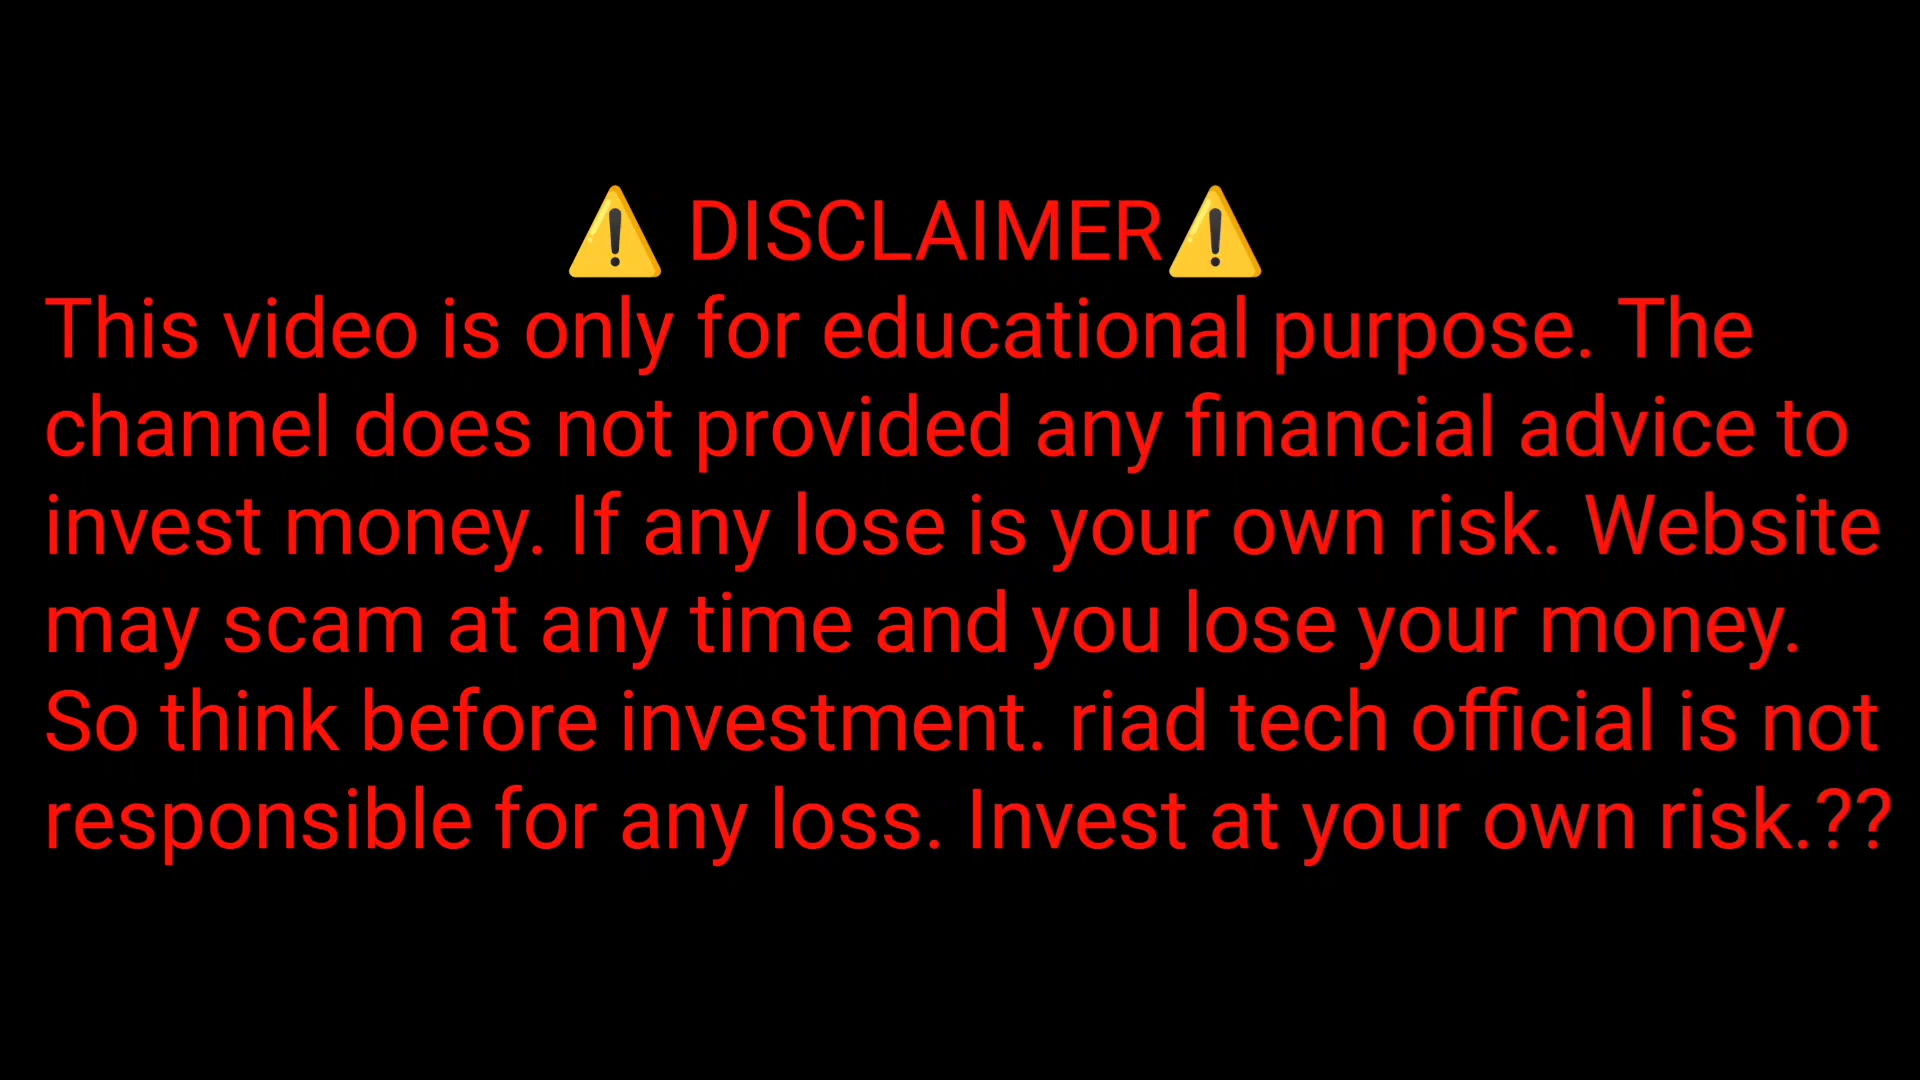 ⚠️ DISCLAIMER⚠️
This video is only for educational purpose. The
channel does not provided any financial advice to
invest money. If any lose is your own risk. Website
may scam at any time and you lose your money.
So think before investment. riad tech official is not
responsible for any loss. Invest at your own risk.??